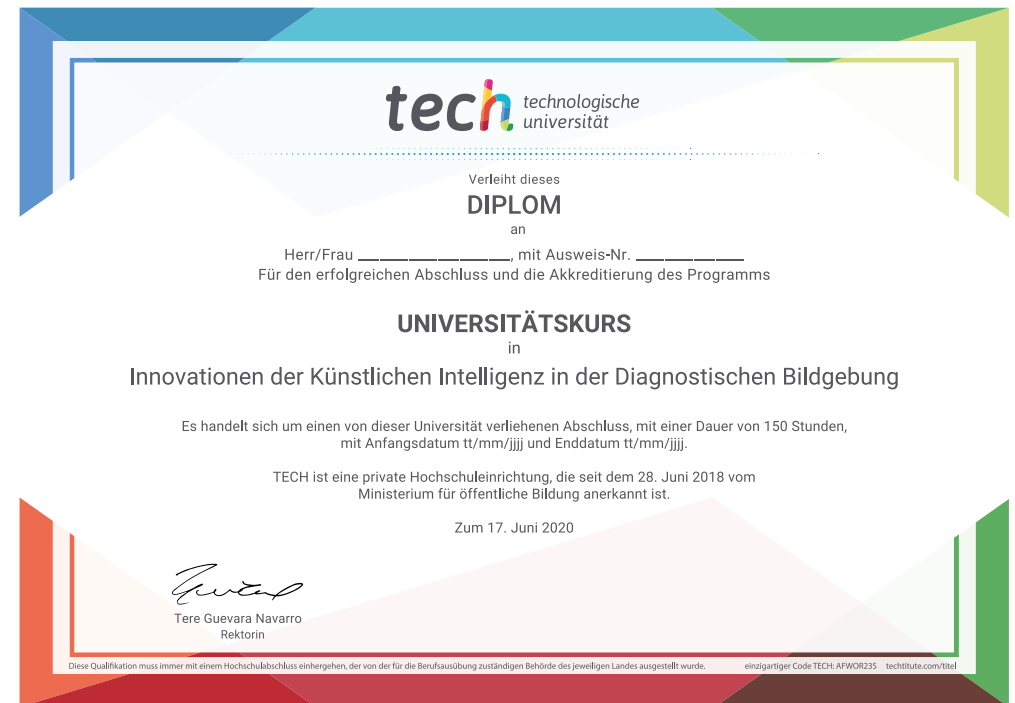 tech technologische
universität
Verleiht dieses
DIPLOM
an
Herr/Frau ____________________, mit Ausweis-Nr. ______________
Für den erfolgreichen Abschluss und die Akkreditierung des Programms
UNIVERSITÄTSKURS
in
Innovationen der Künstlichen Intelligenz in der Diagnostischen Bildgebung
Es handelt sich um einen von dieser Universität verliehenen Abschluss, mit einer Dauer von 150 Stunden,
mit Anfangsdatum tt/mm/jjjj und Enddatum tt/mm/jjjj.
TECH ist eine private Hochschuleinrichtung, die seit dem 28. Juni 2018 vom
Ministerium für öffentliche Bildung anerkannt ist.
Zum 17. Juni 2020
Tere Guevara Navarro
Rektorin
Diese Qualifikation muss immer mit einem Hochschulabschluss einhergehen, der von der für die Berufsausübung zuständigen Behörde des jeweiligen Landes ausgestellt wurde. einzigartiger Code TECH: AFWOR23S techtitute.com/titel